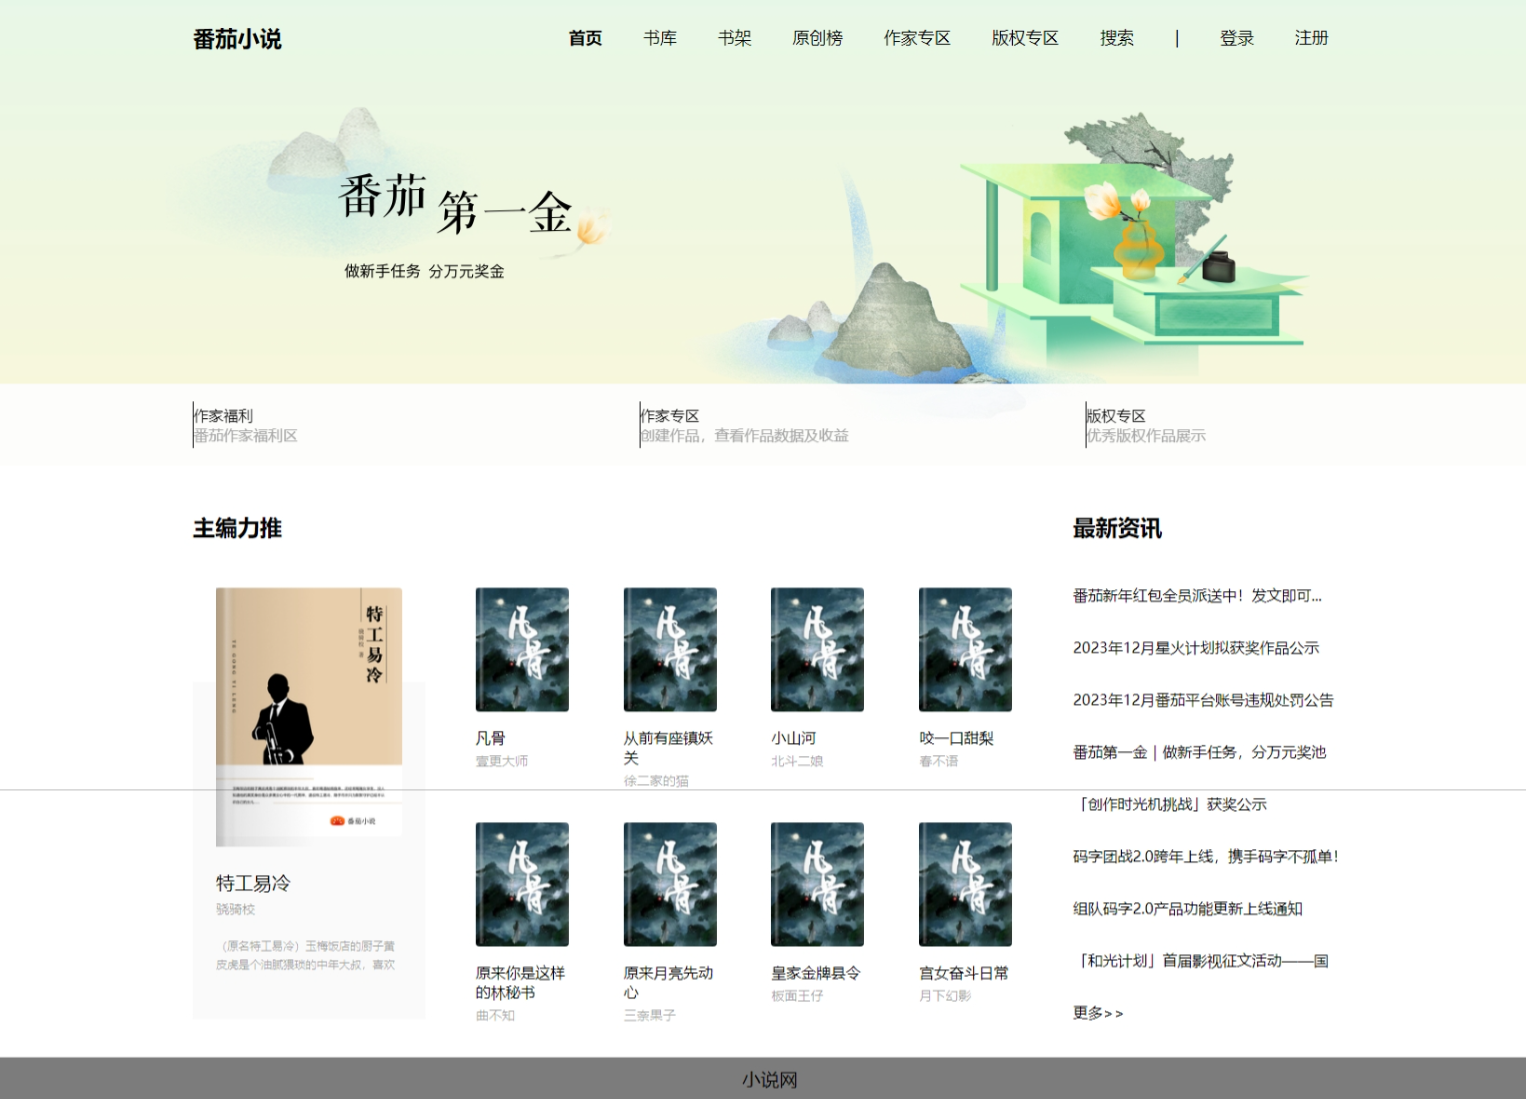 番茄小说
首页 书库 书架 原创榜 作家专区 版权专区 搜索 | 登录 注册
番茄 第一金
做新手任务 分万元奖金
作家福利
番茄作家福利区
作家专区
创建作品，查看作品数据及收益
版权专区
优秀版权作品展示
主编力推
特工易冷
骁骑校 著
TE GONG YI LENG
番茄小说
特工易冷
骁骑校
（原名特工易冷）玉梅饭店的厨子黄
皮虎是个油腻猥琐的中年大叔，喜欢
凡骨
凡骨
壹更大师
凡骨
从前有座镇妖
关
徐二家的猫
凡骨
小山河
北斗二娘
凡骨
咬一口甜梨
春不语
凡骨
原来你是这样
的林秘书
曲不知
凡骨
原来月亮先动
心
三亲果子
凡骨
皇家金牌县令
板面王仔
凡骨
宫女奋斗日常
月下幻影
最新资讯
番茄新年红包全员派送中！发文即可...
2023年12月星火计划拟获奖作品公示
2023年12月番茄平台账号违规处罚公告
番茄第一金 | 做新手任务，分万元奖池
「创作时光机挑战」获奖公示
码字团战2.0跨年上线，携手码字不孤单！
组队码字2.0产品功能更新上线通知
「和光计划」首届影视征文活动——国
更多>>
小说网